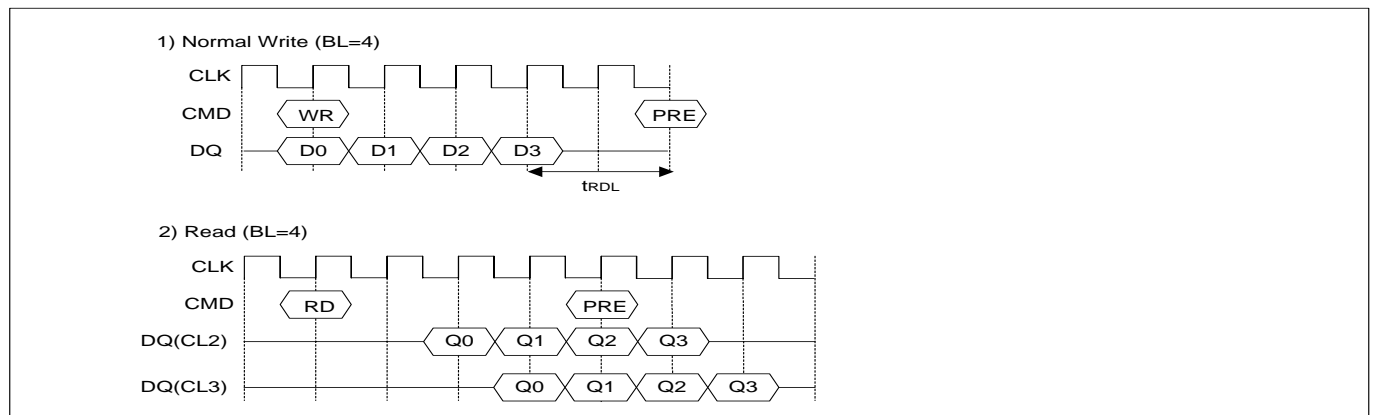 1) Normal Write (BL=4)
CLK
CMD WR PRE
DQ D0 D1 D2 D3
tRDL
2) Read (BL=4)
CLK
CMD RD PRE
DQ(CL2) Q0 Q1 Q2 Q3
DQ(CL3) Q0 Q1 Q2 Q3